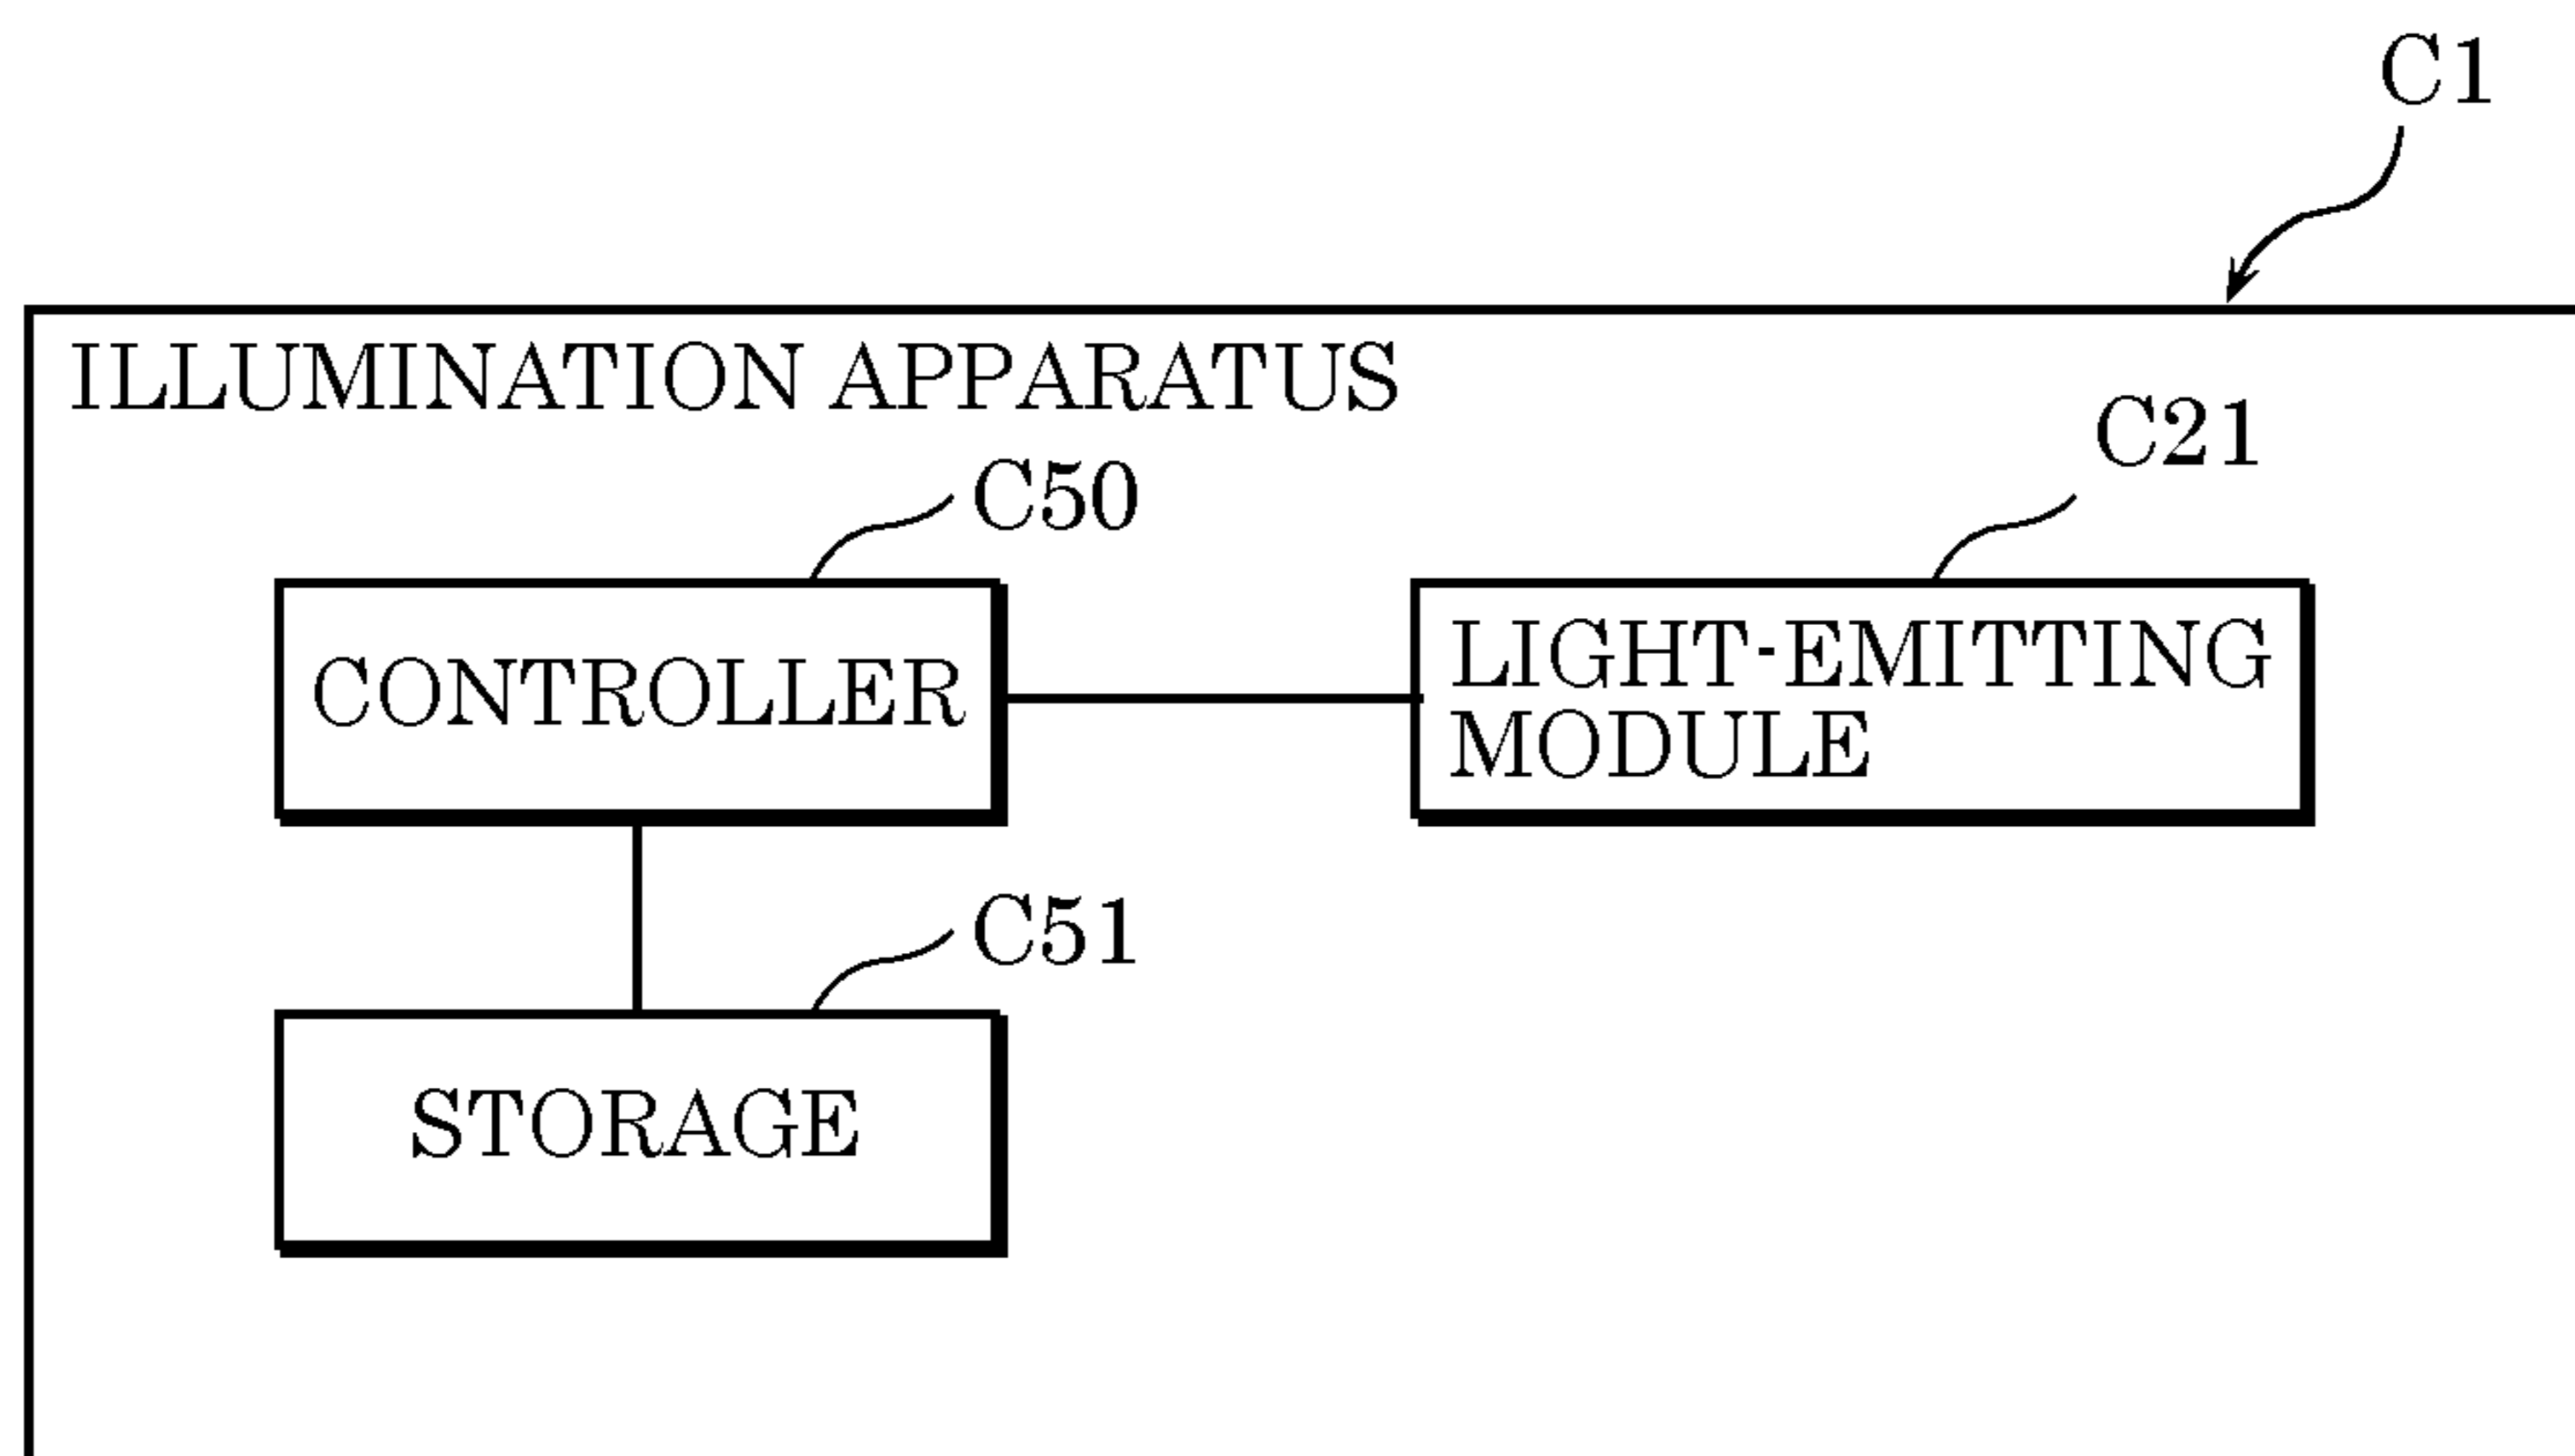 C1
ILLUMINATION APPARATUS
C21
C50
CONTROLLER
LIGHT-EMITTING
MODULE
C51
STORAGE